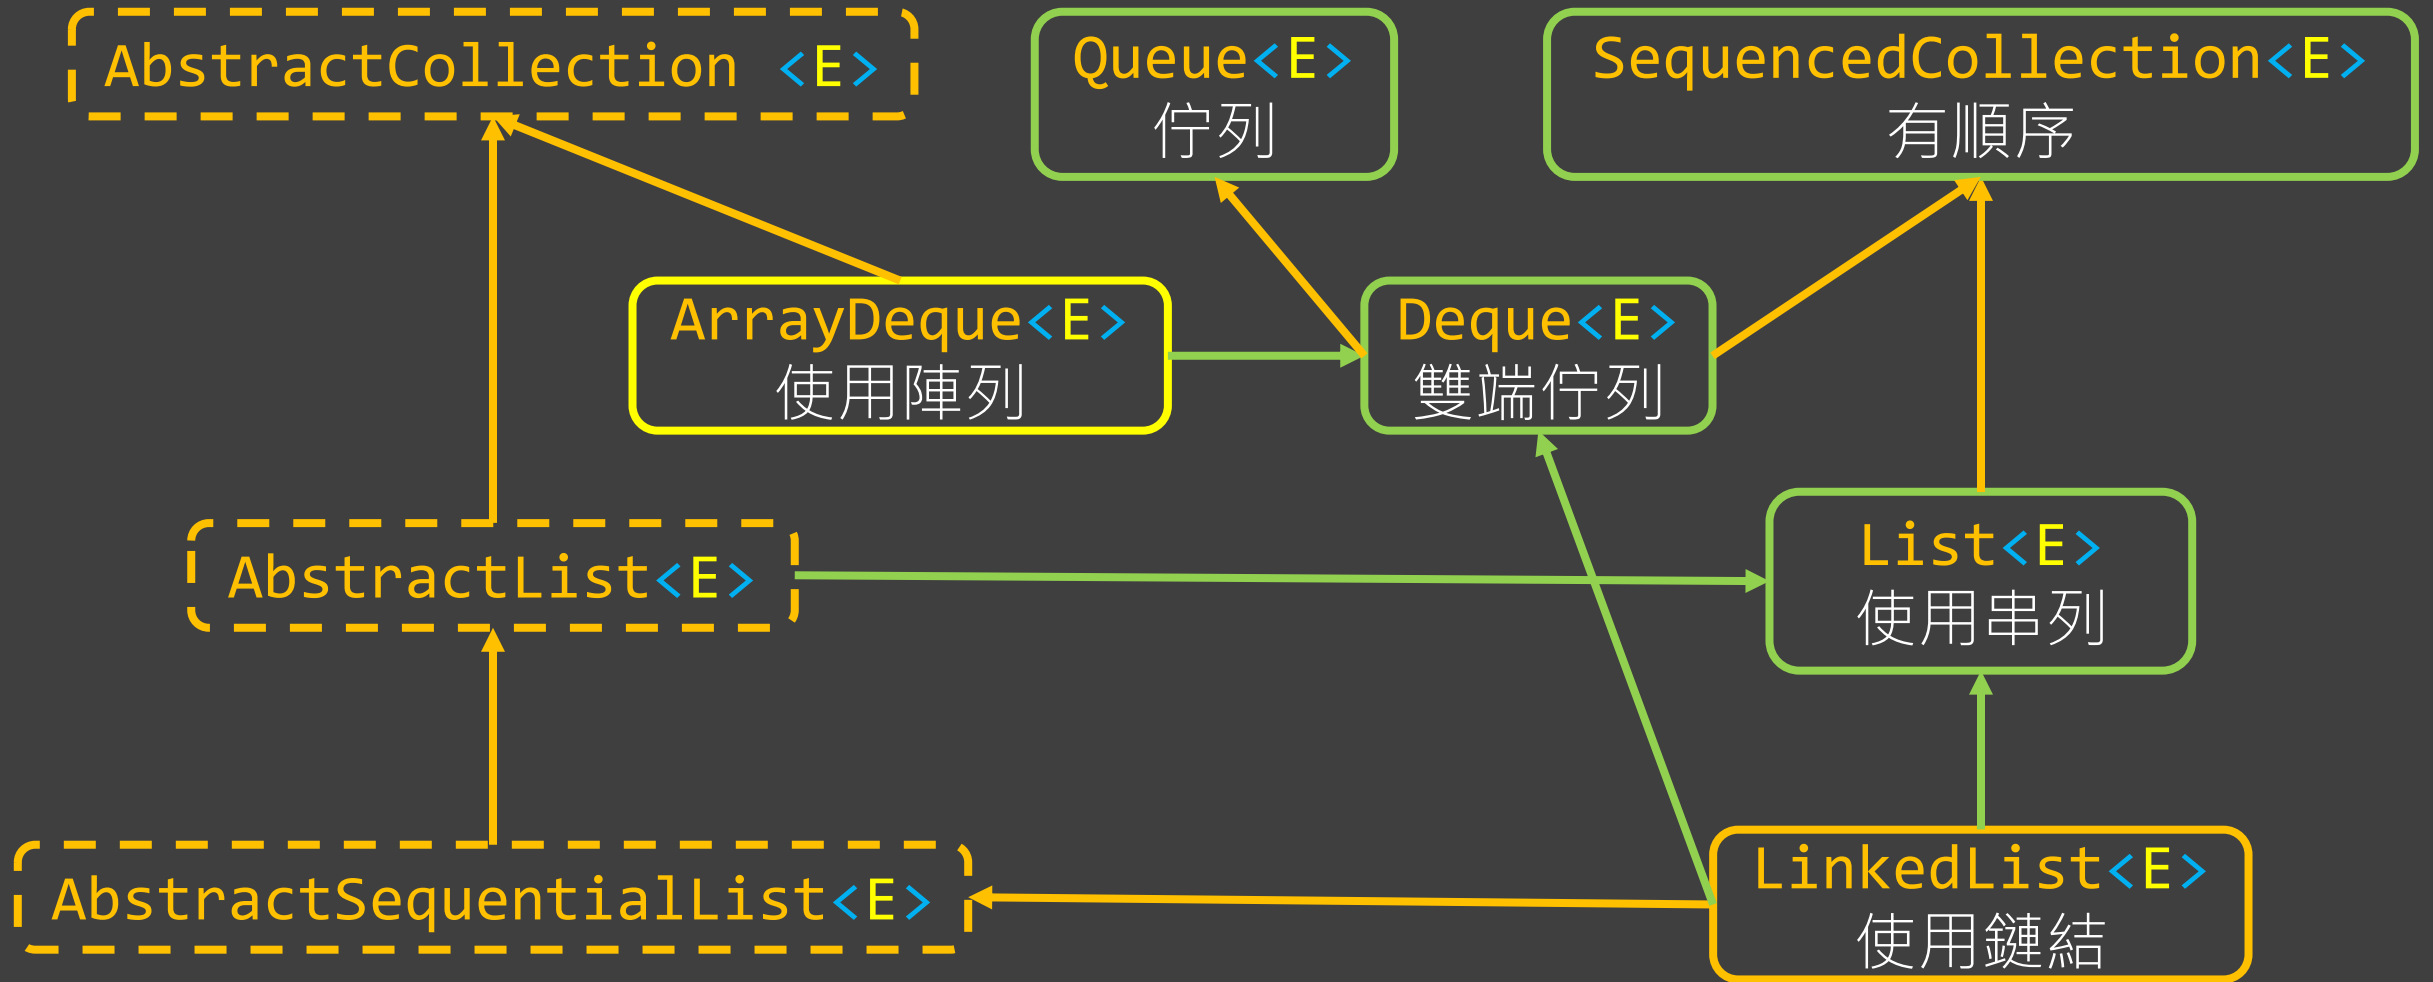 AbstractCollection <E>
Queue<E>
佇列
SequencedCollection<E>
有順序
ArrayDeque<E>
使用陣列
Deque<E>
雙端佇列
AbstractList<E>
List<E>
使用串列
AbstractSequentialList<E>
LinkedList<E>
使用鏈結